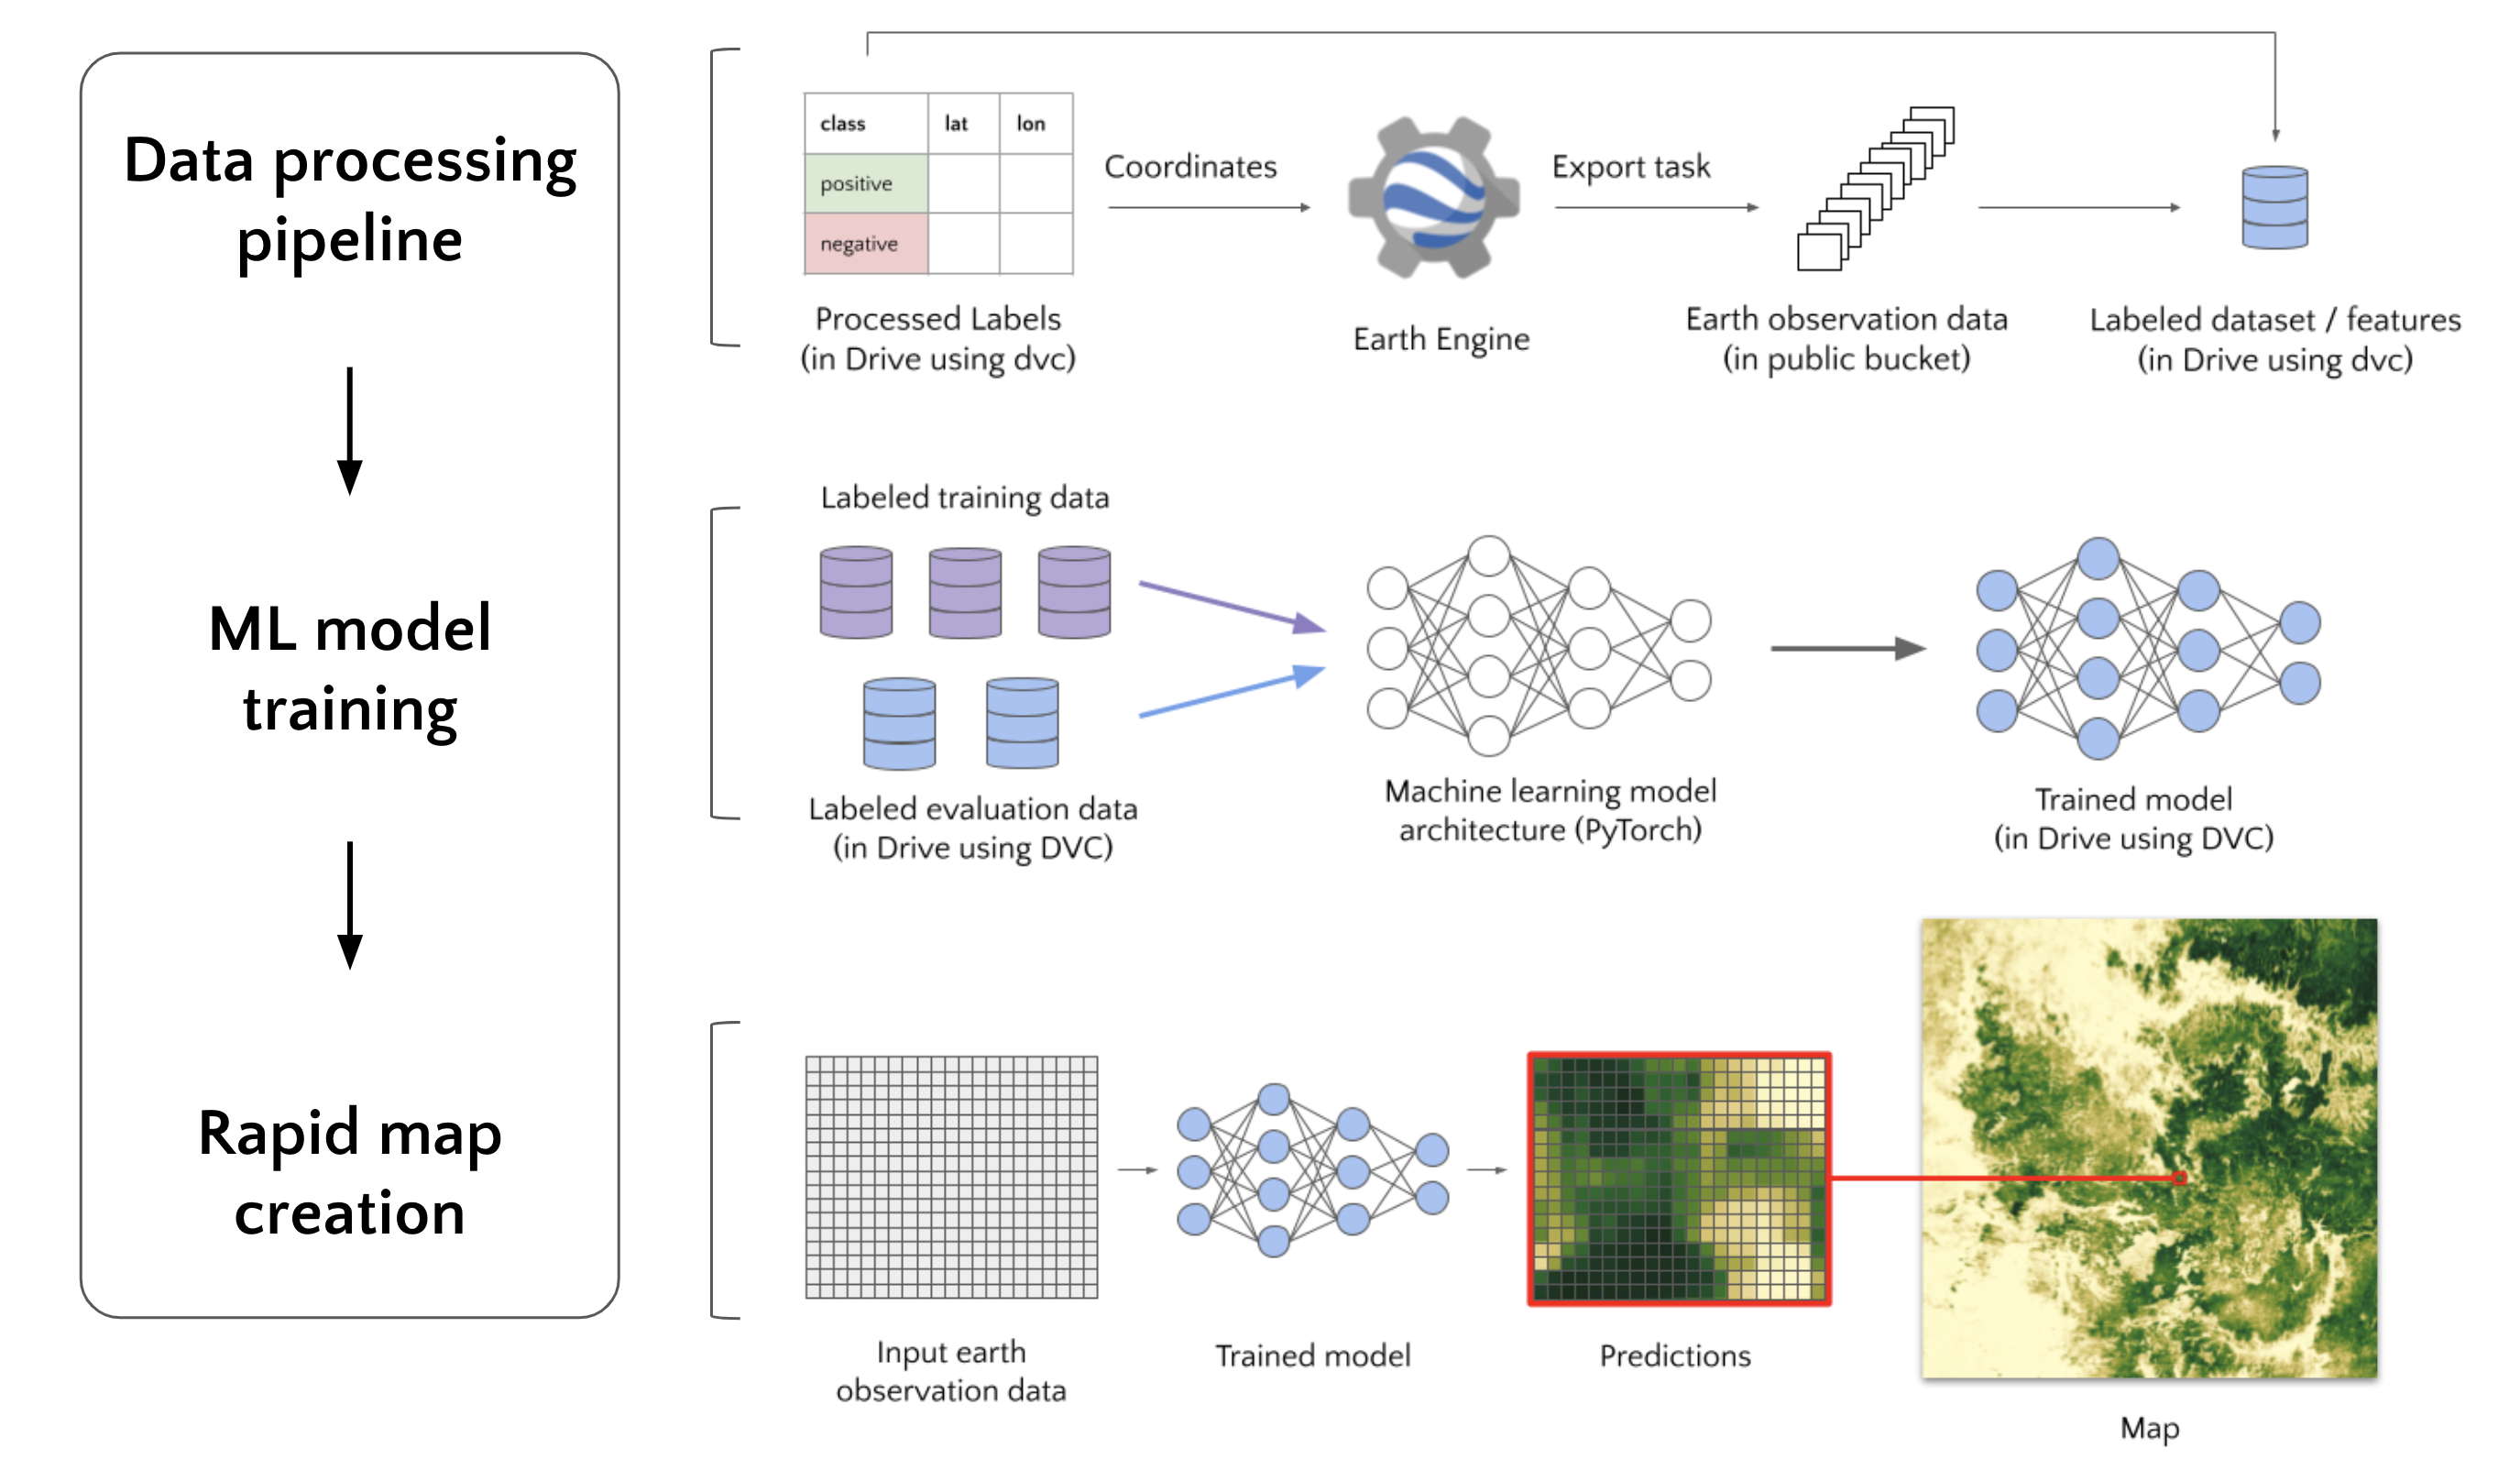 Data processing
pipeline
ML model
training
Rapid map
creation
class lat lon
positive
negative
Coordinates
Export task
Processed Labels
(in Drive using dvc)
Earth Engine
Earth observation data
(in public bucket)
Labeled dataset / features
(in Drive using dvc)
Labeled training data
Labeled evaluation data
(in Drive using DVC)
Machine learning model
architecture (PyTorch)
Trained model
(in Drive using DVC)
Input earth
observation data
Trained model
Predictions
Map